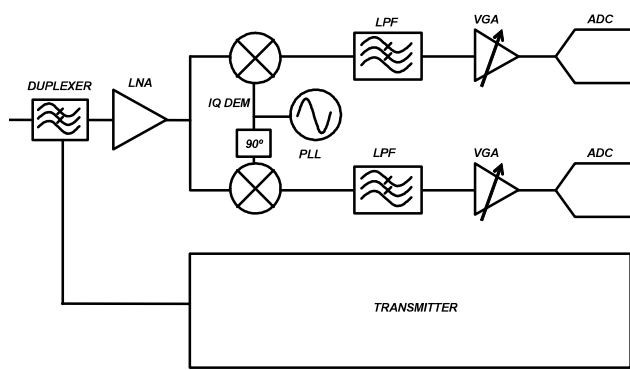 LPF
VGA
ADC
DUPLEXER
LNA
IQ DEM
90º
PLL
LPF
VGA
ADC
TRANSMITTER